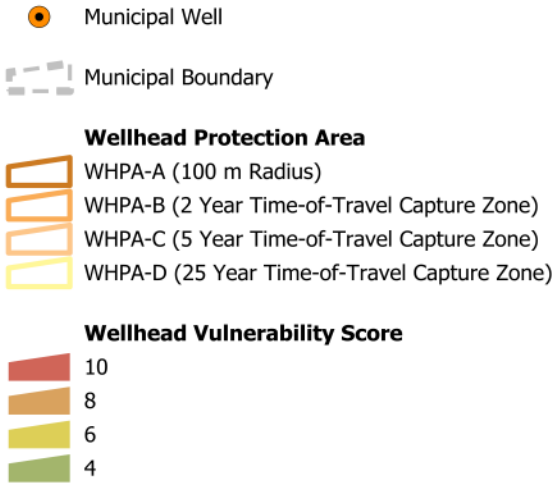 Municipal Well
Municipal Boundary
Wellhead Protection Area
WHPA-A (100 m Radius)
WHPA-B (2 Year Time-of-Travel Capture Zone)
WHPA-C (5 Year Time-of-Travel Capture Zone)
WHPA-D (25 Year Time-of-Travel Capture Zone)
Wellhead Vulnerability Score
10
8
6
4